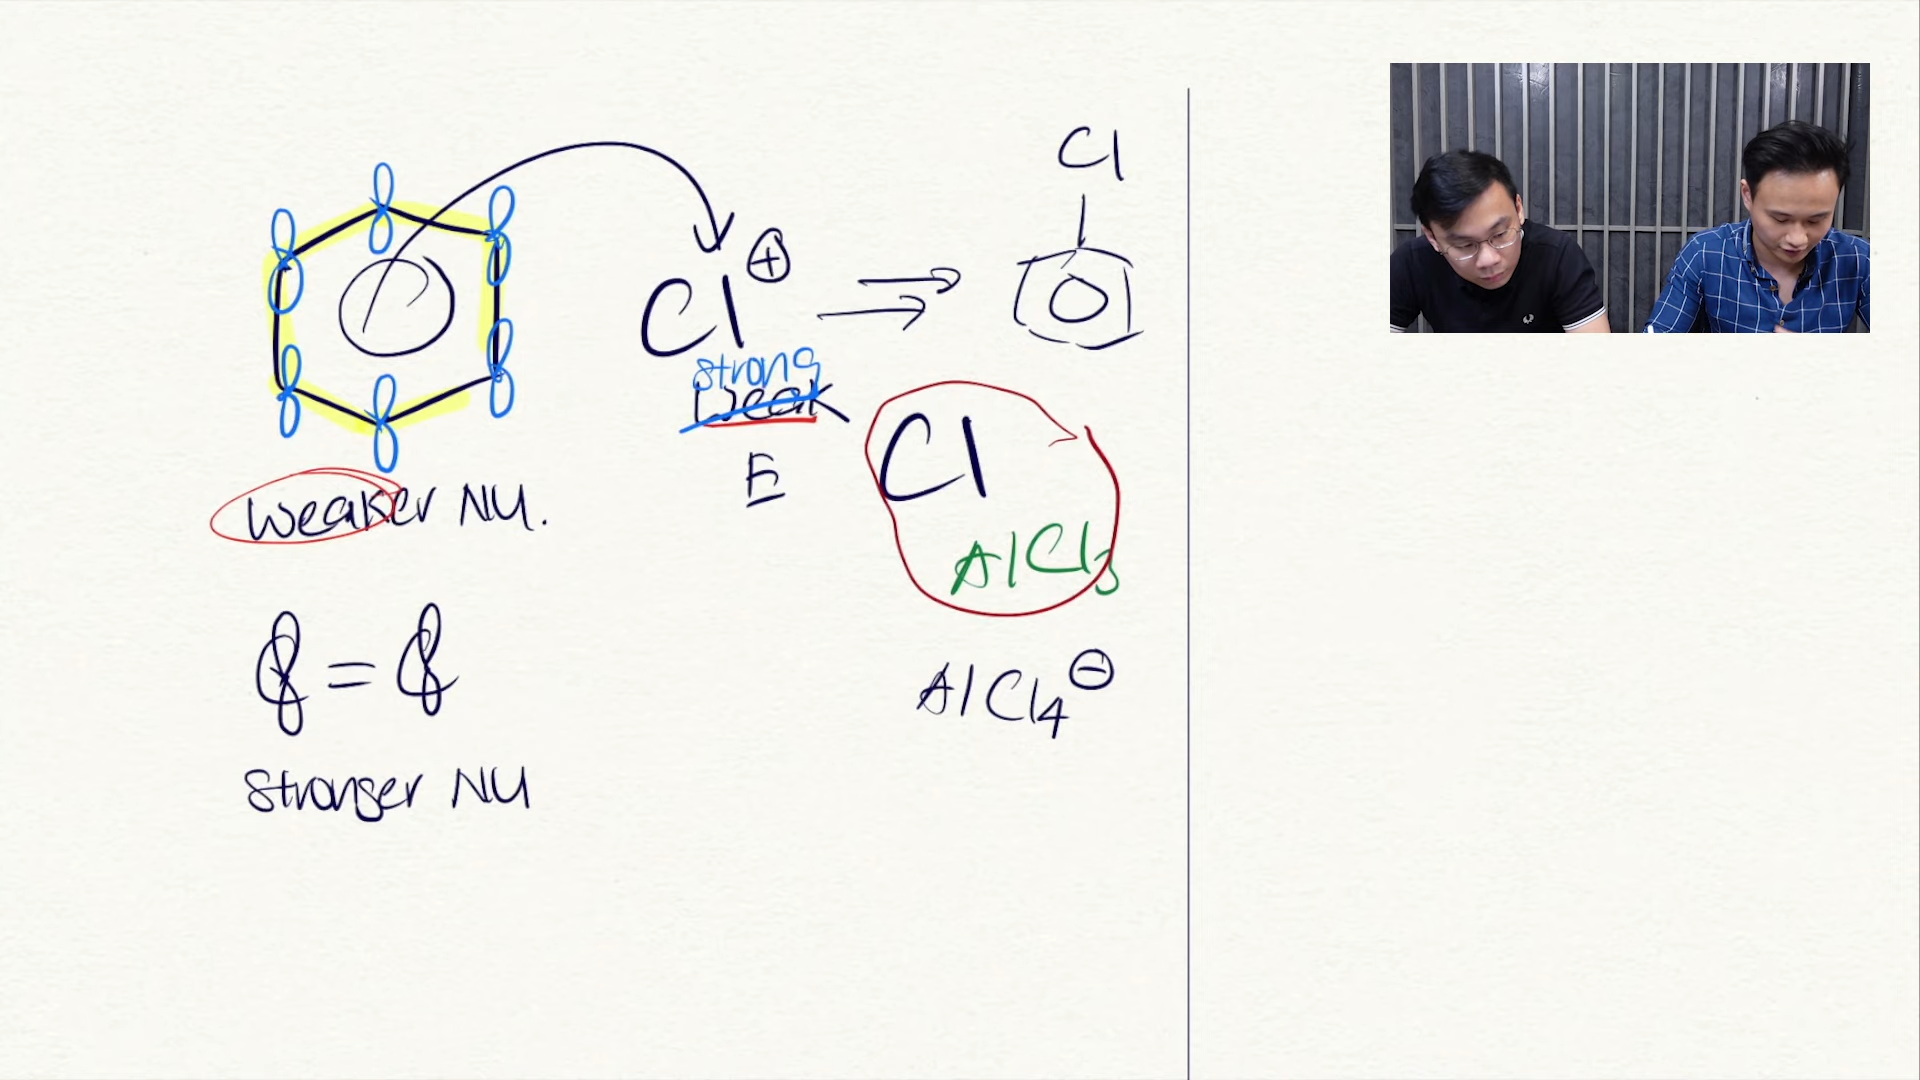 Cl
Cl⊕
strong
weak
E
Cl
AlCl3
weaker NU.
=
AlCl4⊖
stronger NU